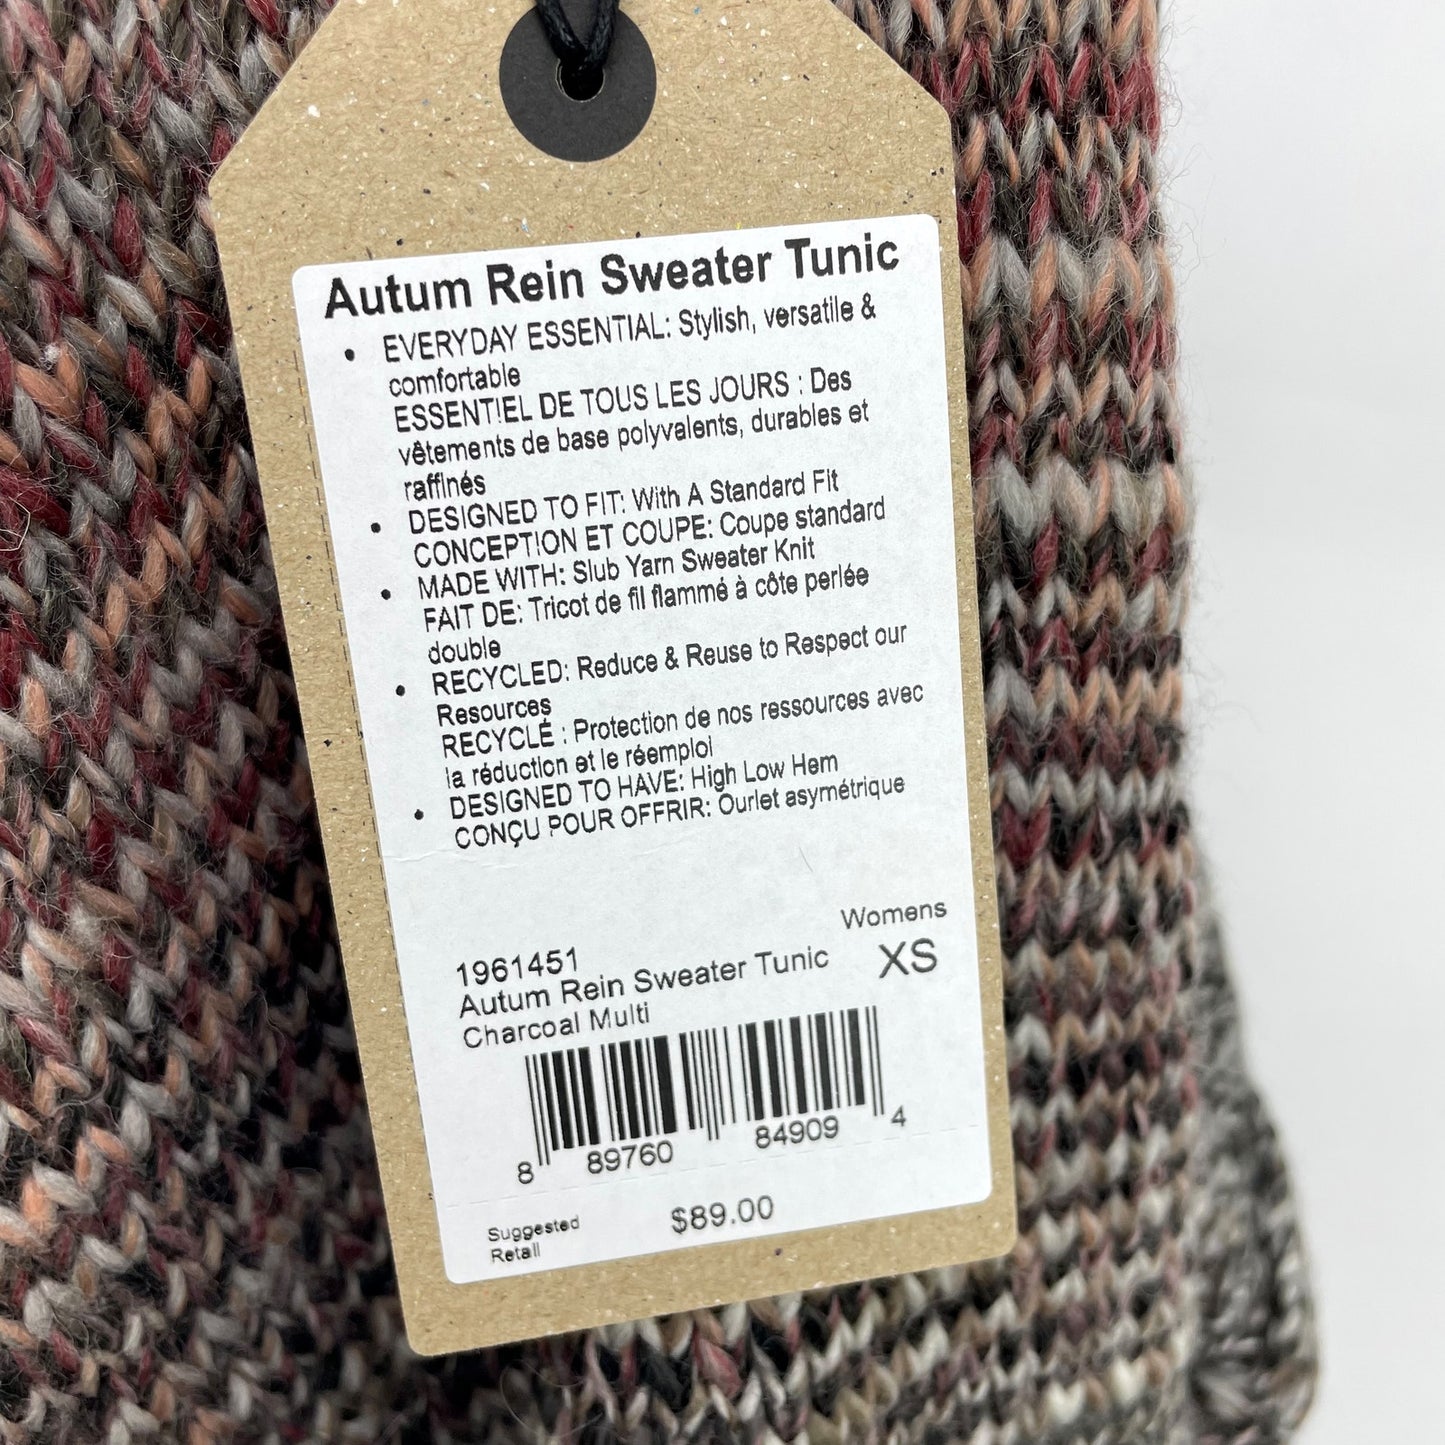 Autum Rein Sweater Tunic
• EVERYDAY ESSENTIAL: Stylish, versatile &
comfortable
ESSENTIEL DE TOUS LES JOURS : Des
vêtements de base polyvalents, durables et
raffinés
• DESIGNED TO FIT: With A Standard Fit
CONCEPTION ET COUPE: Coupe standard
• MADE WITH: Slub Yarn Sweater Knit
FAIT DE: Tricot de fil flammé à côte perlée
double
• RECYCLED: Reduce & Reuse to Respect our
Resources
RECYCLÉ : Protection de nos ressources avec
la réduction et le réemploi
• DESIGNED TO HAVE: High Low Hem
CONÇU POUR OFFRIR: Ourlet asymétrique
Womens
1961451
XS
Autum Rein Sweater Tunic
Charcoal Multi
8 89760 84909 4
Suggested
Retail
$89.00